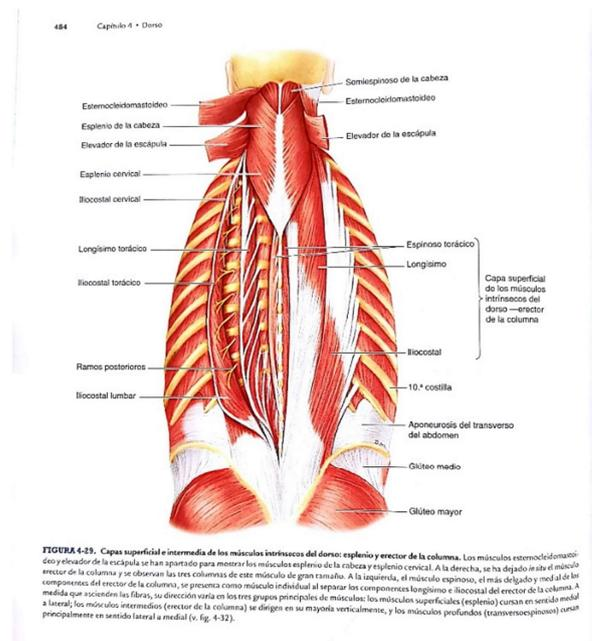 484 Capítulo 4 • Dorso
Semiespinoso de la cabeza
Esternocleidomastoideo
Esternocleidomastoideo
Esplenio de la cabeza
Elevador de la escápula
Elevador de la escápula
Esplenio cervical
Iliocostal cervical
Longísimo torácico
Espinoso torácico
Longísimo
Iliocostal torácico
Capa superficial
de los músculos
intrínsecos del
dorso —erector
de la columna
Iliocostal
Ramos posteriores
10.ª costilla
Iliocostal lumbar
Aponeurosis del transverso
del abdomen
Glúteo medio
Glúteo mayor
FIGURA 4-29. Capas superficial e intermedia de los músculos intrínsecos del dorso: esplenio y erector de la columna. Los músculos esternocleidomastoi-
deo y elevador de la escápula se han apartado para mostrar los músculos esplenio de la cabeza y esplenio cervical. A la derecha, se ha dejado in situ el músculo
erector de la columna y se observan las tres columnas de este músculo de gran tamaño. A la izquierda, el músculo espinoso, el más delgado y medial de los
componentes del erector de la columna, se presenta como músculo individual al separar los componentes longísimo e iliocostal del erector de la columna. A
medida que ascienden las fibras, su dirección varía en los tres grupos principales de músculos: los músculos superficiales (esplenio) cursan en sentido medial
a lateral; los músculos intermedios (erector de la columna) se dirigen en su mayoría verticalmente, y los músculos profundos (transversoespinosos) cursan
principalmente en sentido lateral a medial (v. fig. 4-32).